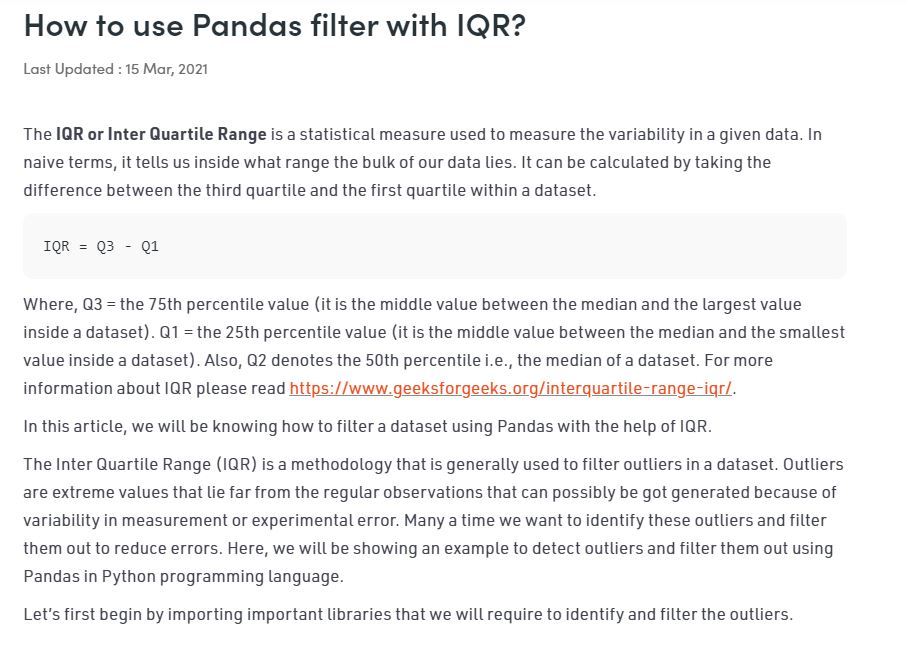 How to use Pandas filter with IQR?
Last Updated : 15 Mar, 2021
The IQR or Inter Quartile Range is a statistical measure used to measure the variability in a given data. In
naive terms, it tells us inside what range the bulk of our data lies. It can be calculated by taking the
difference between the third quartile and the first quartile within a dataset.
IQR = Q3 - Q1
Where, Q3 = the 75th percentile value (it is the middle value between the median and the largest value
inside a dataset). Q1 = the 25th percentile value (it is the middle value between the median and the smallest
value inside a dataset). Also, Q2 denotes the 50th percentile i.e., the median of a dataset. For more
information about IQR please read https://www.geeksforgeeks.org/interquartile-range-iqr/.
In this article, we will be knowing how to filter a dataset using Pandas with the help of IQR.
The Inter Quartile Range (IQR) is a methodology that is generally used to filter outliers in a dataset. Outliers
are extreme values that lie far from the regular observations that can possibly be got generated because of
variability in measurement or experimental error. Many a time we want to identify these outliers and filter
them out to reduce errors. Here, we will be showing an example to detect outliers and filter them out using
Pandas in Python programming language.
Let's first begin by importing important libraries that we will require to identify and filter the outliers.